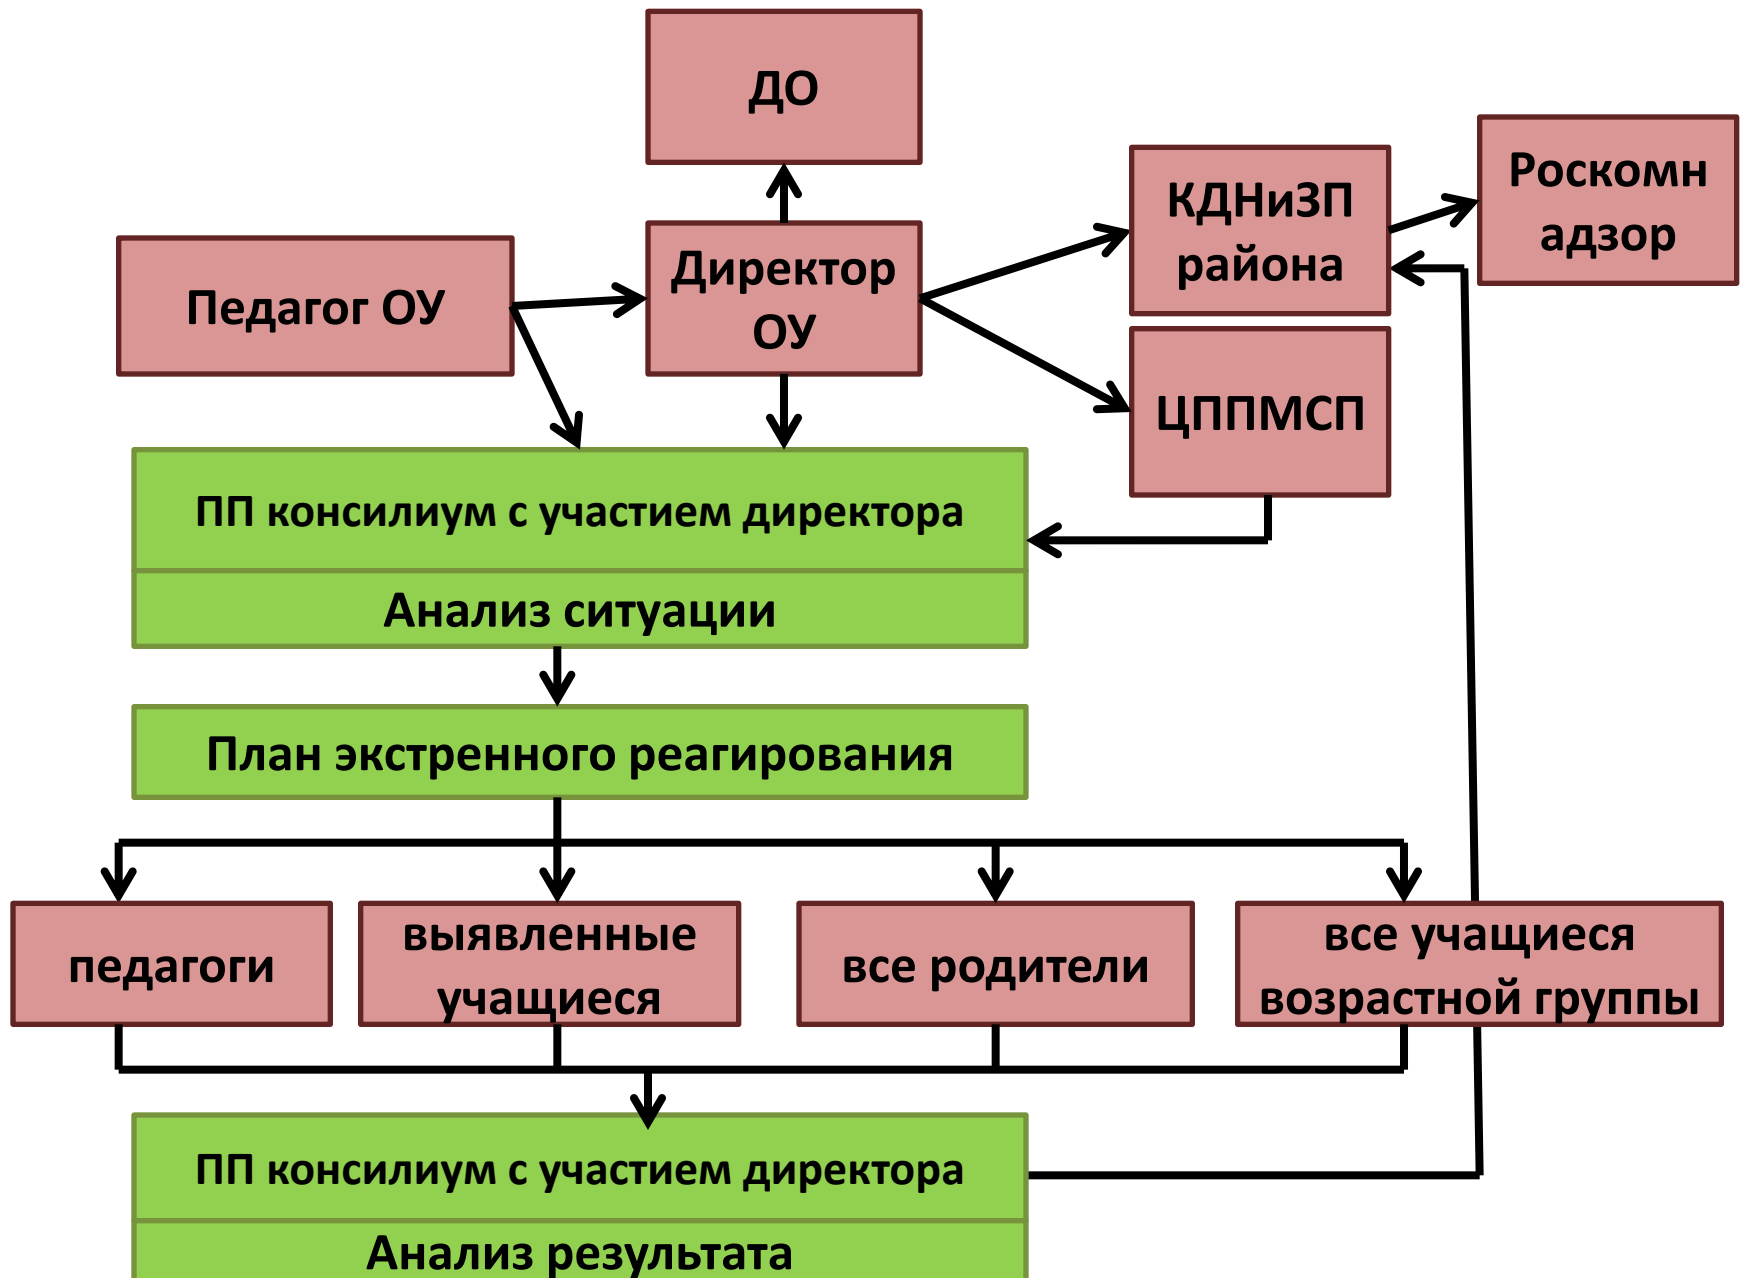 ДО
КДНиЗП
района
Роскомн
адзор
Педагог ОУ
Директор
ОУ
ЦППМСП
ПП консилиум с участием директора
Анализ ситуации
План экстренного реагирования
педагоги
выявленные
учащиеся
все родители
все учащиеся
возрастной группы
ПП консилиум с участием директора
Анализ результата